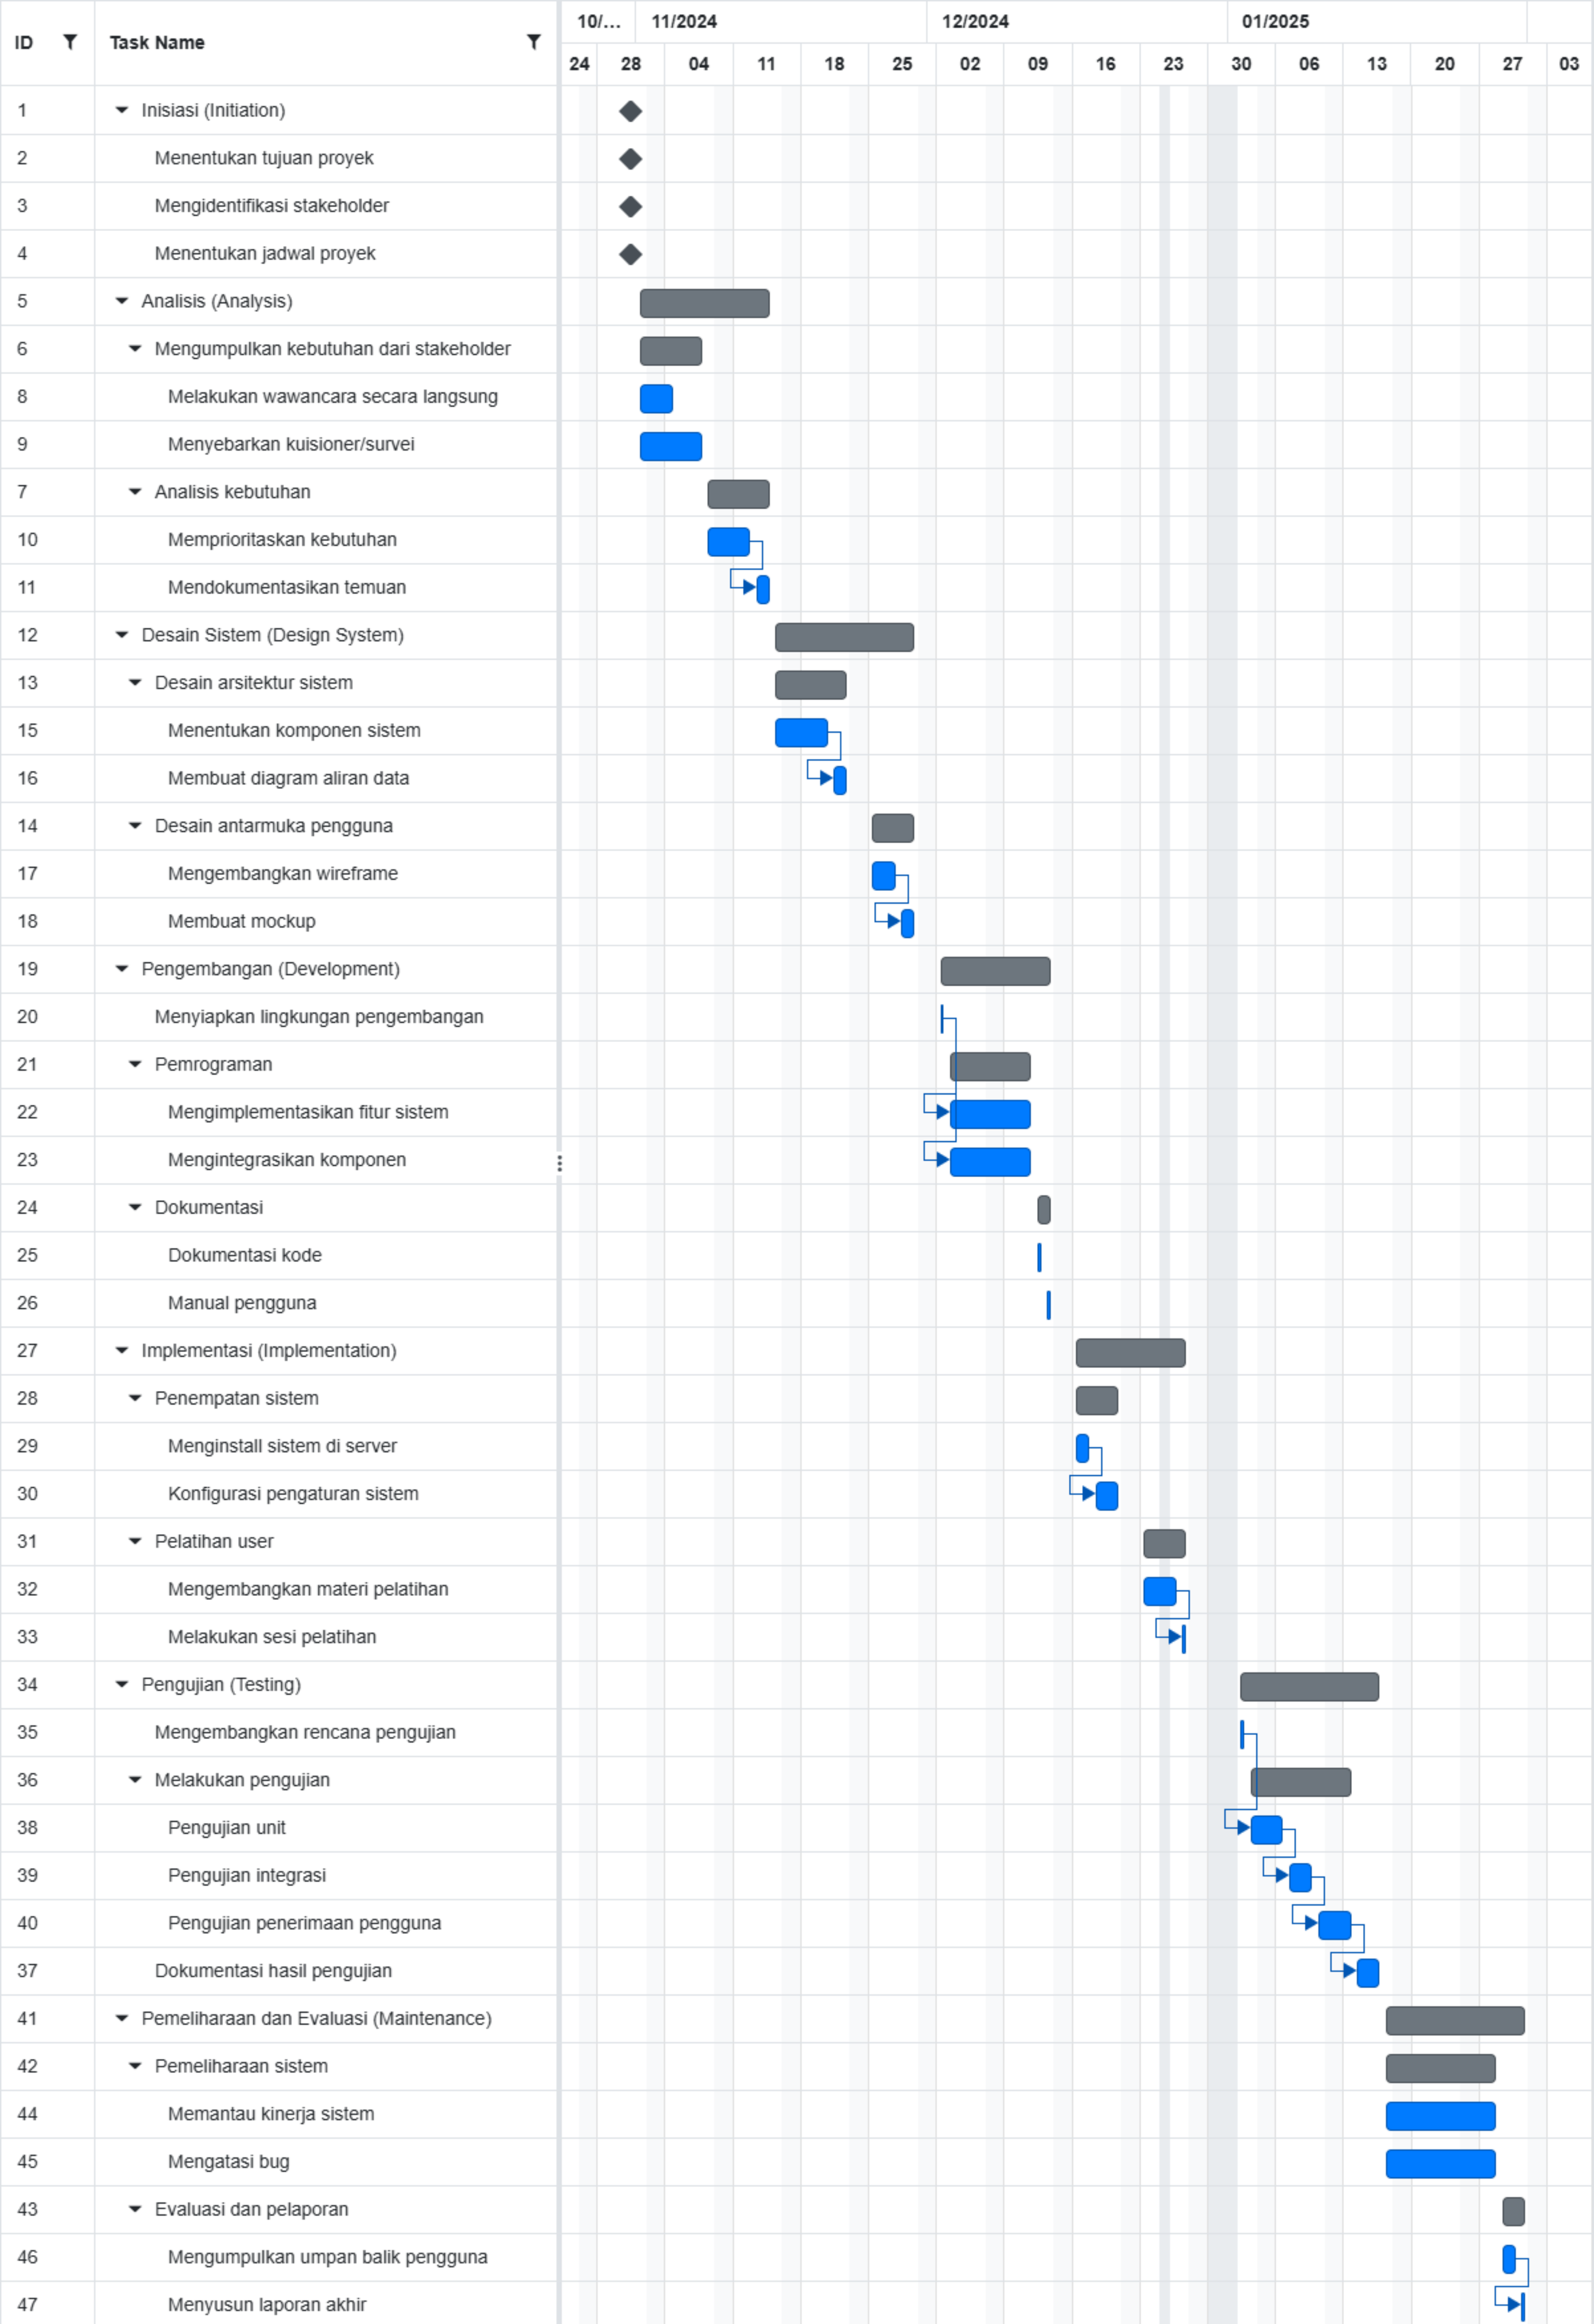 ID Task Name 10/... 11/2024 12/2024 01/2025
24 28 04 11 18 25 02 09 16 23 30 06 13 20 27 03
1 Inisiasi (Initiation)
2 Menentukan tujuan proyek
3 Mengidentifikasi stakeholder
4 Menentukan jadwal proyek
5 Analisis (Analysis)
6 Mengumpulkan kebutuhan dari stakeholder
8 Melakukan wawancara secara langsung
9 Menyebarkan kuisioner/survei
7 Analisis kebutuhan
10 Memprioritaskan kebutuhan
11 Mendokumentasikan temuan
12 Desain Sistem (Design System)
13 Desain arsitektur sistem
15 Menentukan komponen sistem
16 Membuat diagram aliran data
14 Desain antarmuka pengguna
17 Mengembangkan wireframe
18 Membuat mockup
19 Pengembangan (Development)
20 Menyiapkan lingkungan pengembangan
21 Pemrograman
22 Mengimplementasikan fitur sistem
23 Mengintegrasikan komponen
24 Dokumentasi
25 Dokumentasi kode
26 Manual pengguna
27 Implementasi (Implementation)
28 Penempatan sistem
29 Menginstall sistem di server
30 Konfigurasi pengaturan sistem
31 Pelatihan user
32 Mengembangkan materi pelatihan
33 Melakukan sesi pelatihan
34 Pengujian (Testing)
35 Mengembangkan rencana pengujian
36 Melakukan pengujian
38 Pengujian unit
39 Pengujian integrasi
40 Pengujian penerimaan pengguna
37 Dokumentasi hasil pengujian
41 Pemeliharaan dan Evaluasi (Maintenance)
42 Pemeliharaan sistem
44 Memantau kinerja sistem
45 Mengatasi bug
43 Evaluasi dan pelaporan
46 Mengumpulkan umpan balik pengguna
47 Menyusun laporan akhir